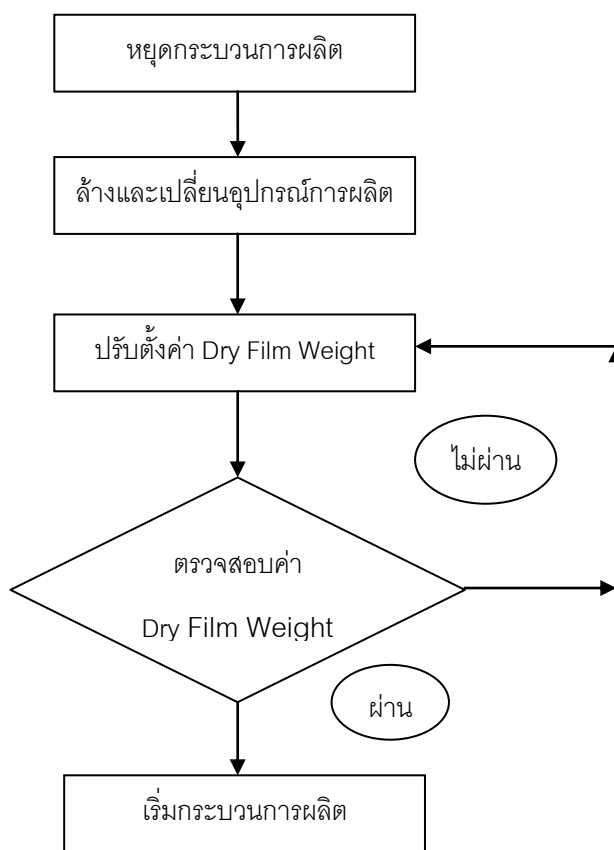 หยุดกระบวนการผลิต
ล้างและเปลี่ยนอุปกรณ์การผลิต
ปรับตั้งค่า Dry Film Weight
ไม่ผ่าน
ตรวจสอบค่า
Dry Film Weight
ผ่าน
เริ่มกระบวนการผลิต